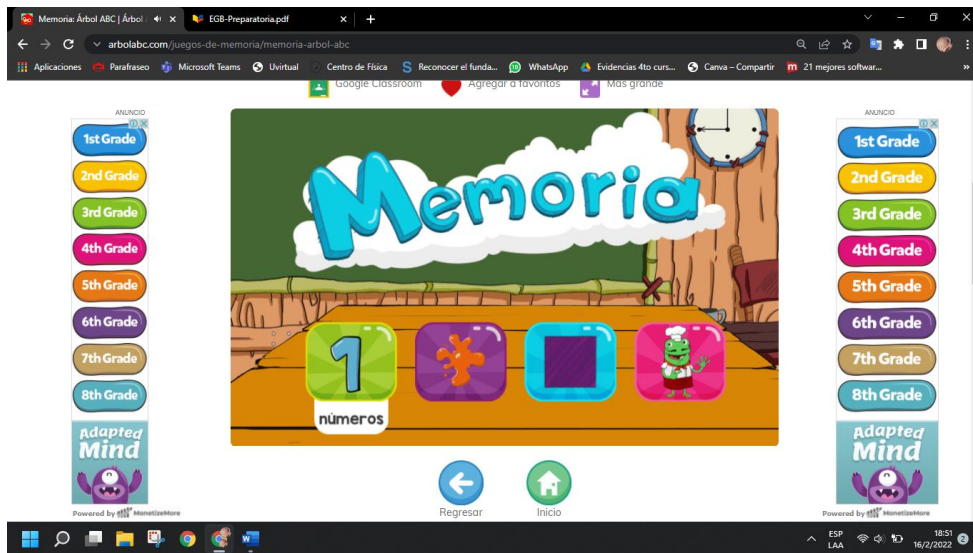 Memoria: Árbol ABC | Árbol
EGB-Preparatoria.pdf
arbolabc.com/juegos-de-memoria/memoria-arbol-abc
Aplicaciones
Parafraseo
Microsoft Teams
Uvirtual
Centro de Física
Reconocer el funda...
WhatsApp
Evidencias 4to curs...
Canva – Compartir
21 mejores softwar...
»
Google Classroom
Agregar a favoritos
Más grande
ANUNCIO
1st Grade
2nd Grade
3rd Grade
4th Grade
5th Grade
6th Grade
7th Grade
8th Grade
Adapted
Mind
Powered by MonetizeMore
Memoria
1
números
Regresar
Inicio
ANUNCIO
1st Grade
2nd Grade
3rd Grade
4th Grade
5th Grade
6th Grade
7th Grade
8th Grade
Adapted
Mind
Powered by MonetizeMore
ESP
LAA
18:51
16/2/2022
2